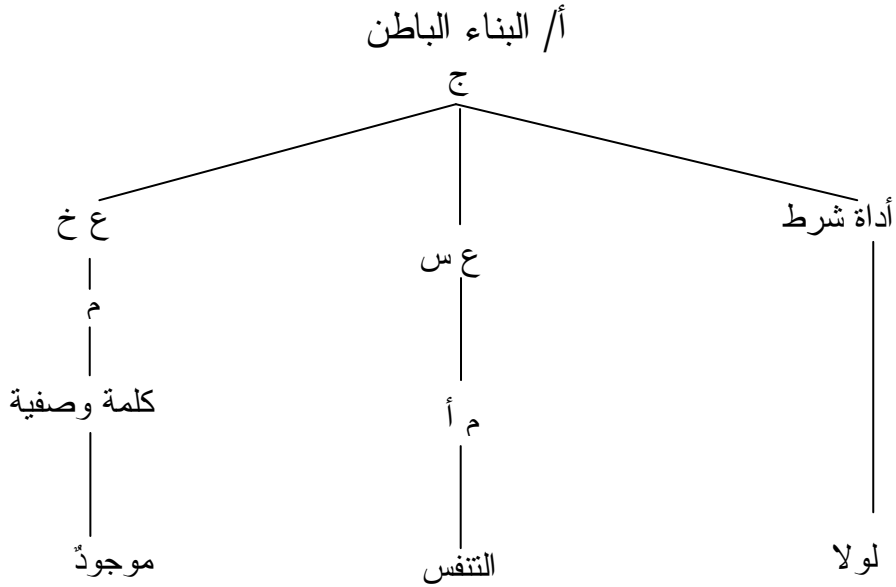 أ/ البناء الباطن
ج
أداة شرط
ع س
ع خ
م
كلمة وصفية
م أ
لولا
التنفس
موجودٌ